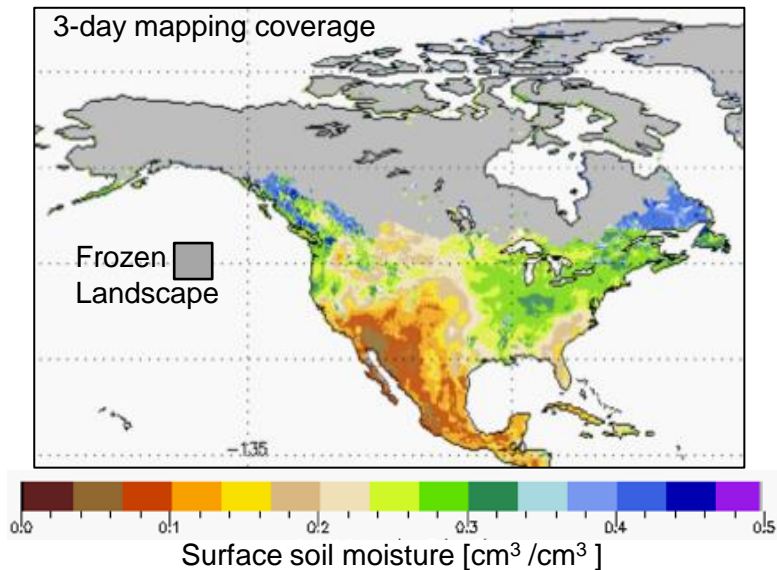 3-day mapping coverage
Frozen
Landscape
-135
-90
0.0 0.1 0.2 0.3 0.4 0.5
Surface soil moisture [cm³ /cm³ ]